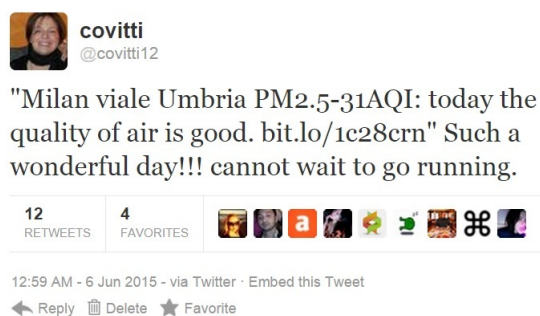 covitti
@covitti12
"Milan viale Umbria PM2.5-31AQI: today the
quality of air is good. bit.lo/1c28crn" Such a
wonderful day!!! cannot wait to go running.
12 4
RETWEETS FAVORITES
a
12:59 AM - 6 Jun 2015 - via Twitter · Embed this Tweet
Reply Delete Favorite